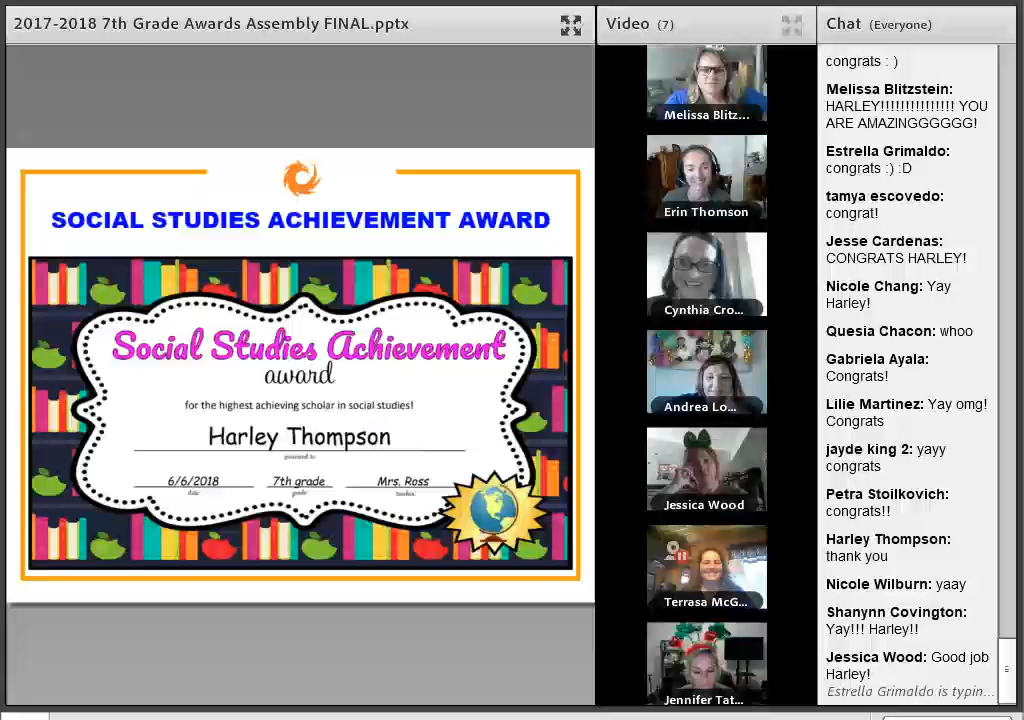 2017-2018 7th Grade Awards Assembly FINAL.pptx
SOCIAL STUDIES ACHIEVEMENT AWARD
Social Studies Achievement
award
for the highest achieving scholar in social studies!
Harley Thompson
6/6/2018 7th grade Mrs. Ross
date grade teacher
Video (7)
Melissa Blitz...
Erin Thomson
Cynthia Cro...
Andrea Lo...
Jessica Wood
Terrasa McG...
Jennifer Tat...
Chat (Everyone)
congrats : )
Melissa Blitzstein:
HARLEY!!!!!!!!!!!!!!! YOU
ARE AMAZINGGGGGG!
Estrella Grimaldo:
congrats :) :D
tamya escovedo:
congrat!
Jesse Cardenas:
CONGRATS HARLEY!
Nicole Chang: Yay
Harley!
Quesia Chacon: whoo
Gabriela Ayala:
Congrats!
Lilie Martinez: Yay omg!
Congrats
jayde king 2: yayy
congrats
Petra Stoilkovich:
congrats!!
Harley Thompson:
thank you
Nicole Wilburn: yaay
Shanynn Covington:
Yay!!! Harley!!
Jessica Wood: Good job
Harley!
Estrella Grimaldo is typin...